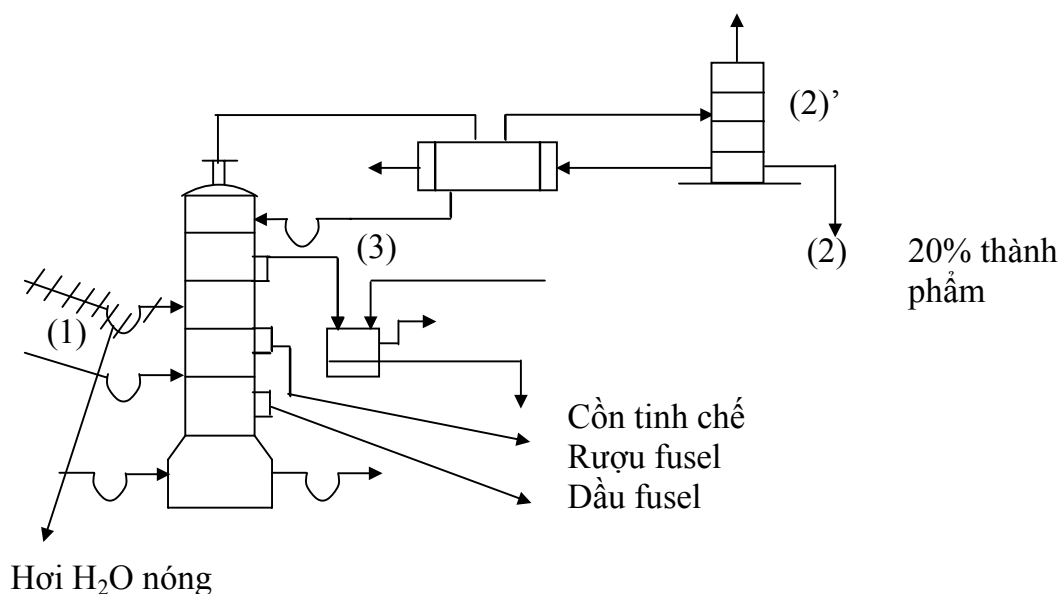 (2)’
(3)
(2) 20% thành
phẩm
(1)
Cồn tinh chế
Rượu fusel
Dầu fusel
Hơi H₂O nóng